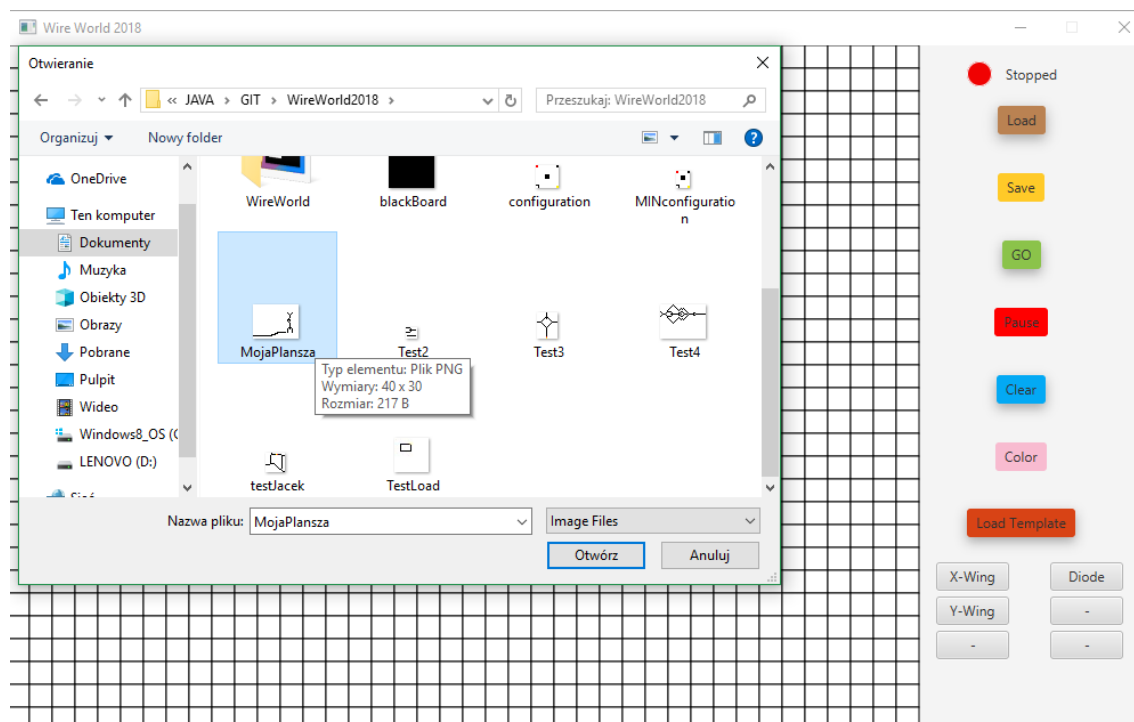 Wire World 2018
Otwieranie
« JAVA > GIT > WireWorld2018 >
Przeszukaj: WireWorld2018
Organizuj
Nowy folder
OneDrive
Ten komputer
Dokumenty
Muzyka
Obiekty 3D
Obrazy
Pobrane
Pulpit
Wideo
Windows8_OS (
LENOVO (D:)
WireWorld
blackBoard
configuration
MINconfiguratio
n
MojaPlansza
Test2
Test3
Test4
Typ elementu: Plik PNG
Wymiary: 40 x 30
Rozmiar: 217 B
testJacek
TestLoad
Nazwa pliku: MojaPlansza
Image Files
Otwórz
Anuluj
Stopped
Load
Save
GO
Pause
Clear
Color
Load Template
X-Wing
Diode
Y-Wing
-
-
-